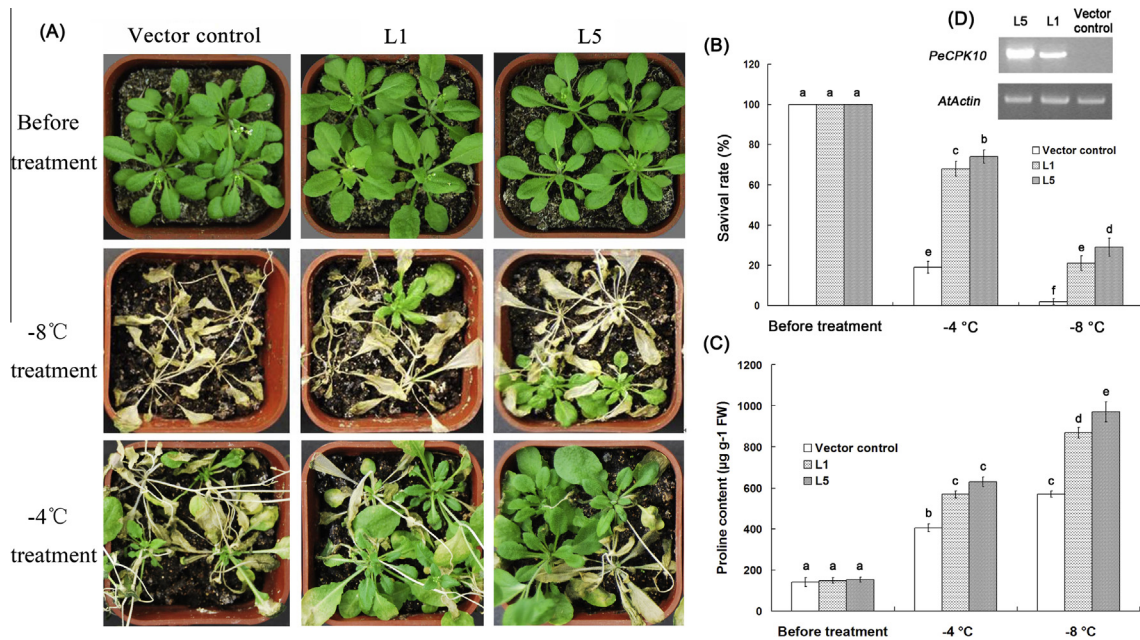 (A)
Vector control
L1
L5
Before
treatment
-8℃
treatment
-4℃
treatment
(B)
Savival rate (%)
120
100
80
60
40
20
0
a
a
a
e
c
b
f
e
d
Before treatment
-4 °C
-8 °C
Vector control
L1
L5
(D)
L5
L1
Vector
control
PeCPK10
AtActin
(C)
Proline content (µg g-1 FW)
1200
1000
800
600
400
200
0
Vector control
L1
L5
a
a
a
b
c
c
c
d
e
Before treatment
-4 °C
-8 °C